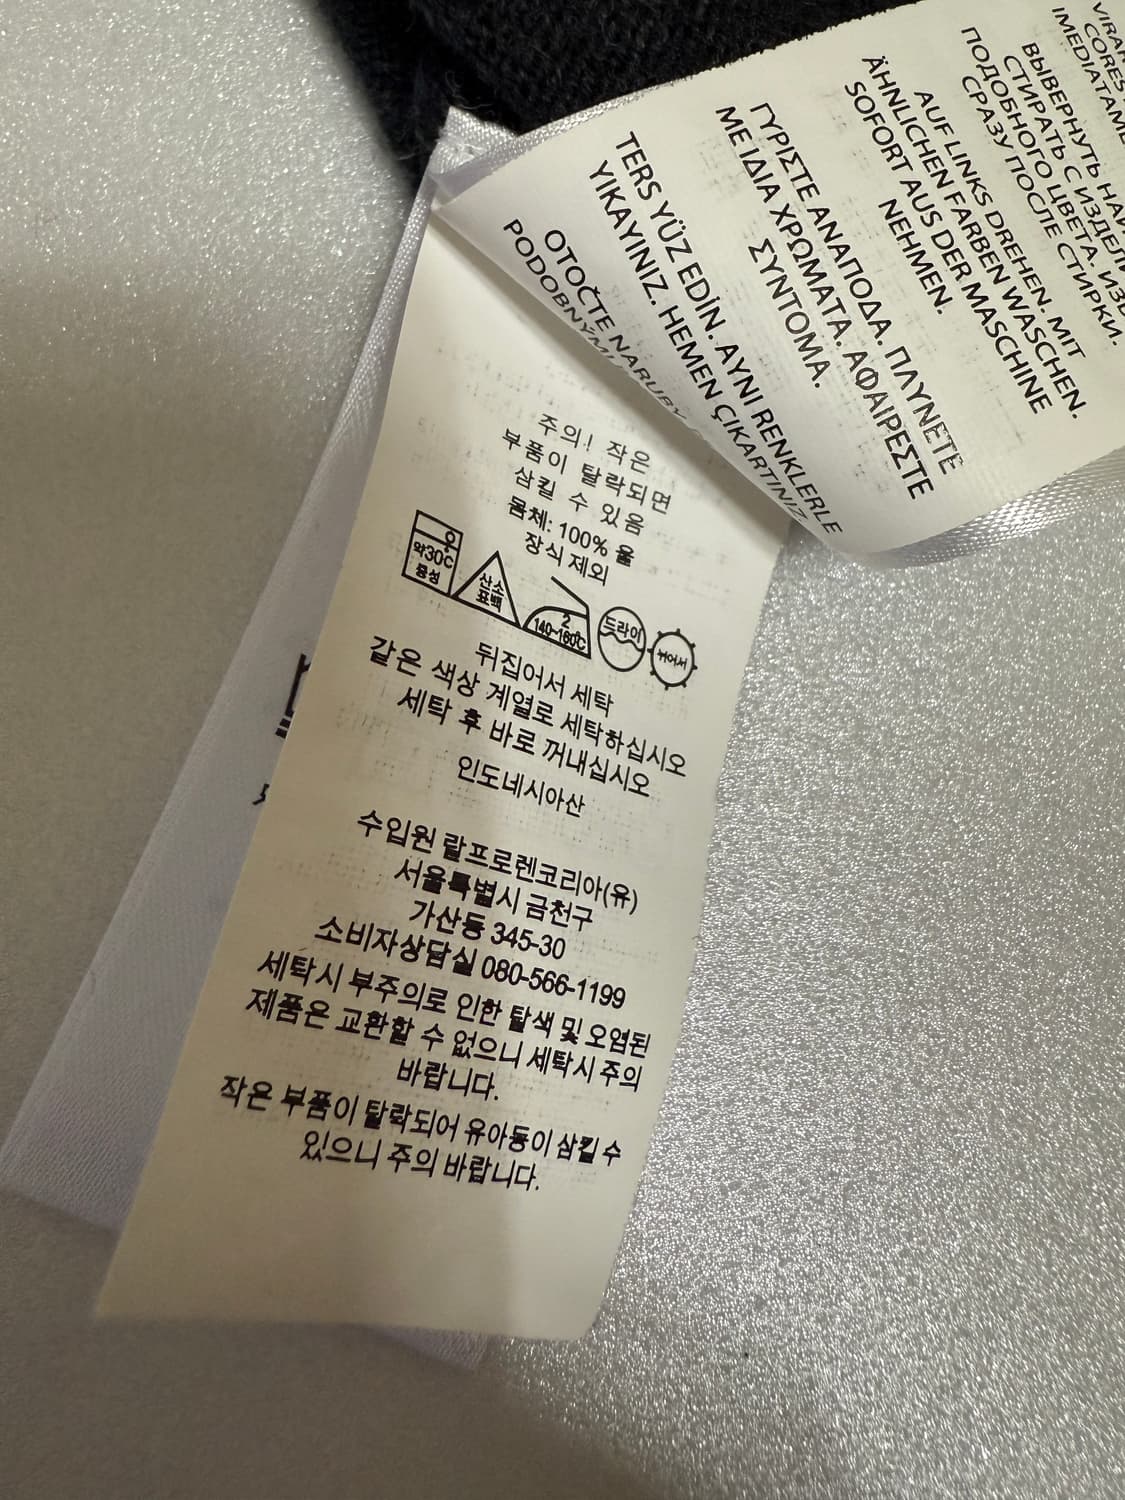 주의! 작은
부품이 탈락되면
삼킬 수 있음
몸체: 100% 울
장식 제외
약30℃
중성
산소
표백
2
140~160℃
드라이
뉘어서
뒤집어서 세탁
같은 색상 계열로 세탁하십시오
세탁 후 바로 꺼내십시오
인도네시아산
수입원 랄프로렌코리아(유)
서울특별시 금천구
가산동 345-30
소비자상담실 080-566-1199
세탁시 부주의로 인한 탈색 및 오염된
제품은 교환할 수 없으니 세탁시 주의
바랍니다.
작은 부품이 탈락되어 유아동이 삼킬 수
있으니 주의 바랍니다.
OTOČTE NARUBY
PODOBNÝMI
TERS YÜZ EDİN. AYNI RENKLERLE
YIKAYINIZ. HEMEN ÇIKARTINIZ.
ΓΥΡΙΣΤΕ ΑΝΑΠΟΔΑ. ΠΛΥΝΕΤΕ
ΜΕ ΙΔΙΑ ΧΡΩΜΑΤΑ. ΑΦΑΙΡΕΣΤΕ
ΣΥΝΤΟΜΑ.
AUF LINKS DREHEN. MIT
ÄHNLICHEN FARBEN WASCHEN.
SOFORT AUS DER MASCHINE
NEHMEN.
ВЫВЕРНУТЬ
СТИРАТЬ С
ПОДОБНОГО ЦВЕТА.
СРАЗУ ПОСЛЕ СТИРКИ.